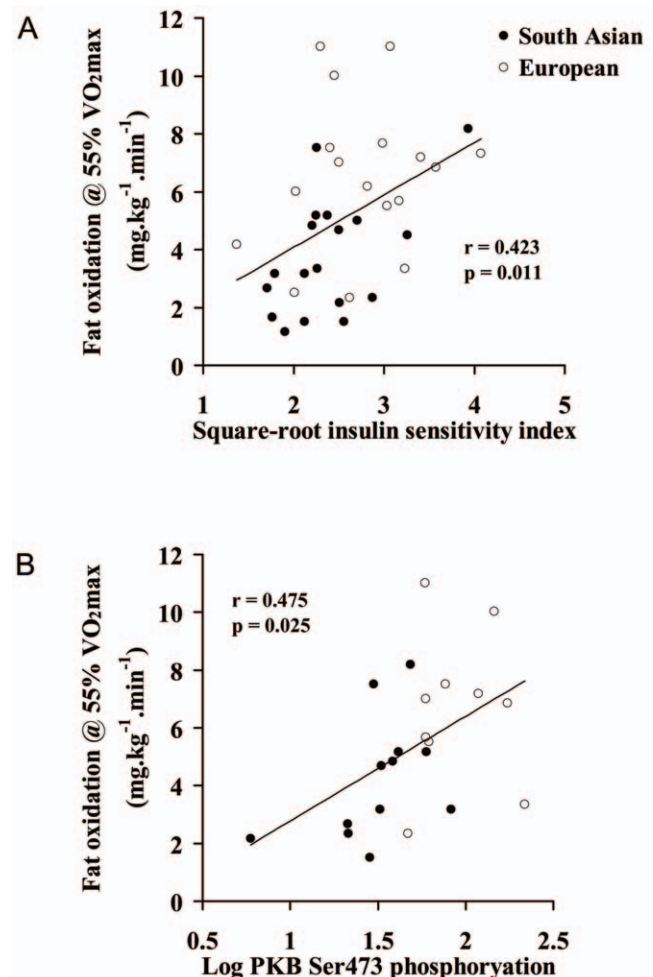 A
Fat oxidation @ 55% VO₂max
(mg.kg⁻¹.min⁻¹)
12
10
8
6
4
2
0
● South Asian
○ European
r = 0.423
p = 0.011
1 2 3 4 5
Square-root insulin sensitivity index
B
Fat oxidation @ 55% VO₂max
(mg.kg⁻¹.min⁻¹)
12
10
8
6
4
2
0
r = 0.475
p = 0.025
0.5 1 1.5 2 2.5
Log PKB Ser473 phosphoryation